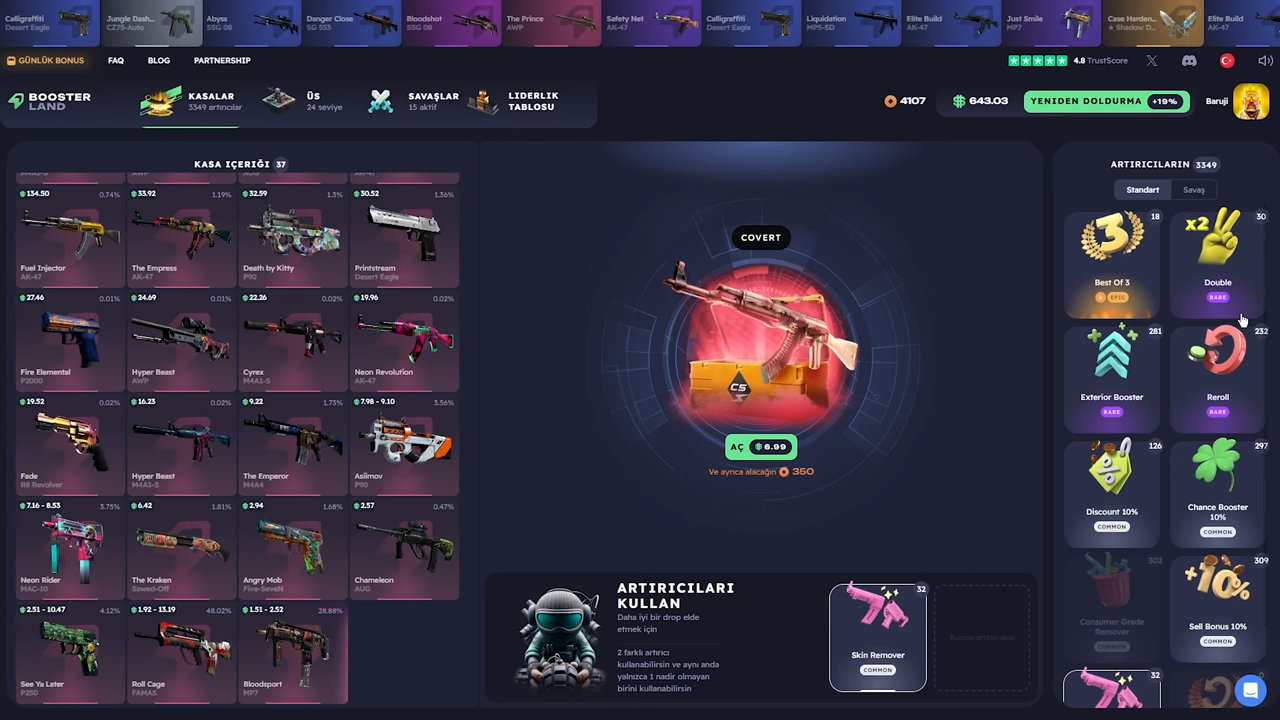 Calligraffiti
Desert Eagle
Jungle Dash...
CZ75-Auto
Abyss
SSG 08
Danger Close
SG 553
Bloodshot
SSG 08
The Prince
AWP
Safety Net
AK-47
Calligraffiti
Desert Eagle
Liquidation
MP5-SD
Elite Build
AK-47
Just Smile
MP7
Case Harden...
★ Shadow D...
Elite Build
AK-47
GÜNLÜK BONUS
FAQ
BLOG
PARTNERSHIP
4.8 TrustScore
BOOSTER
LAND
KASALAR
3349 artırıcılar
ÜS
24 seviye
SAVAŞLAR
15 aktif
LIDERLIK
TABLOSU
4107
643.03
YENIDEN DOLDURMA +19%
Baruji
KASA IÇERIĞI 37
134.50 0.74%
Fuel Injector
AK-47
33.92 1.19%
The Empress
AK-47
32.59 1.3%
Death by Kitty
P90
30.52 1.36%
Printstream
Desert Eagle
27.46 0.01%
Fire Elemental
P2000
24.69 0.01%
Hyper Beast
AWP
22.26 0.02%
Cyrex
M4A1-S
19.96 0.02%
Neon Revolution
AK-47
19.52 0.02%
Fade
R8 Revolver
16.23 0.02%
Hyper Beast
M4A1-S
9.22 1.73%
The Emperor
M4A4
7.98 - 9.10 3.56%
Asiimov
P90
7.16 - 8.53 3.75%
Neon Rider
MAC-10
6.42 1.81%
The Kraken
Sawed-Off
2.94 1.68%
Angry Mob
Five-SeveN
2.57 0.47%
Chameleon
AUG
2.51 - 10.47 4.12%
See Ya Later
P250
1.92 - 13.19 48.02%
Roll Cage
FAMAS
1.51 - 2.52 28.88%
Bloodsport
MP7
COVERT
CS
AÇ 6.99
Ve ayrıca alacağın 350
ARTIRICILARI
KULLAN
Daha iyi bir drop elde
etmek için
2 farklı artırıcı
kullanabilirsin ve aynı anda
yalnızca 1 nadir olmayan
birini kullanabilirsin
32
Skin Remover
COMMON
Buraya artırıcı ekle
ARTIRICILARIN 3349
Standart
Savaş
18
3
Best Of 3
EPIC
30
x2
Double
RARE
281
Exterior Booster
RARE
232
Reroll
RARE
126
%
Discount 10%
COMMON
297
Chance Booster
10%
COMMON
302
Consumer Grade
Remover
COMMON
309
+10%
Sell Bonus 10%
COMMON
32